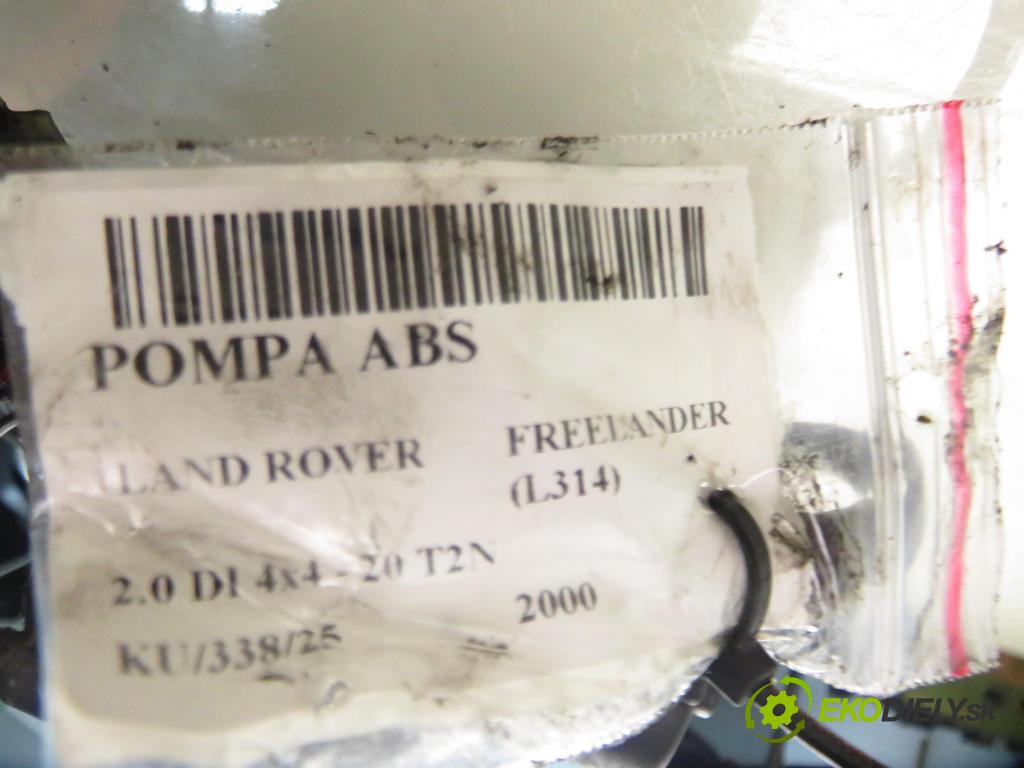 POMPA ABS
LAND ROVER FREELANDER
(L314)
2.0 DI 4x4 - 20 T2N
2000
KU/338/25
EKODIELY.sk